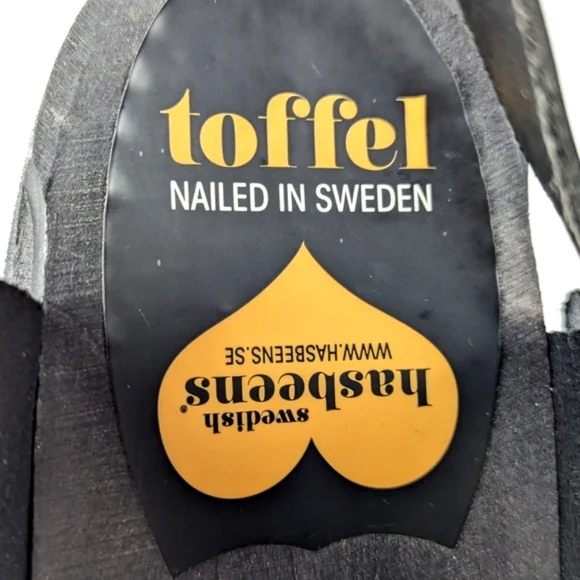 toffel
NAILED IN SWEDEN
swedish
hasbeens®
WWW.HASBEENS.SE